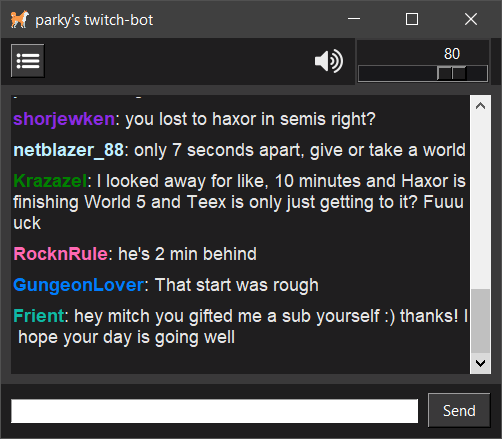 parky's twitch-bot
80
shorjewken: you lost to haxor in semis right?
netblazer_88: only 7 seconds apart, give or take a world
Krazazel: I looked away for like, 10 minutes and Haxor is
finishing World 5 and Teex is only just getting to it? Fuuu
uck
RocknRule: he's 2 min behind
GungeonLover: That start was rough
Frient: hey mitch you gifted me a sub yourself :) thanks! I
hope your day is going well
Send